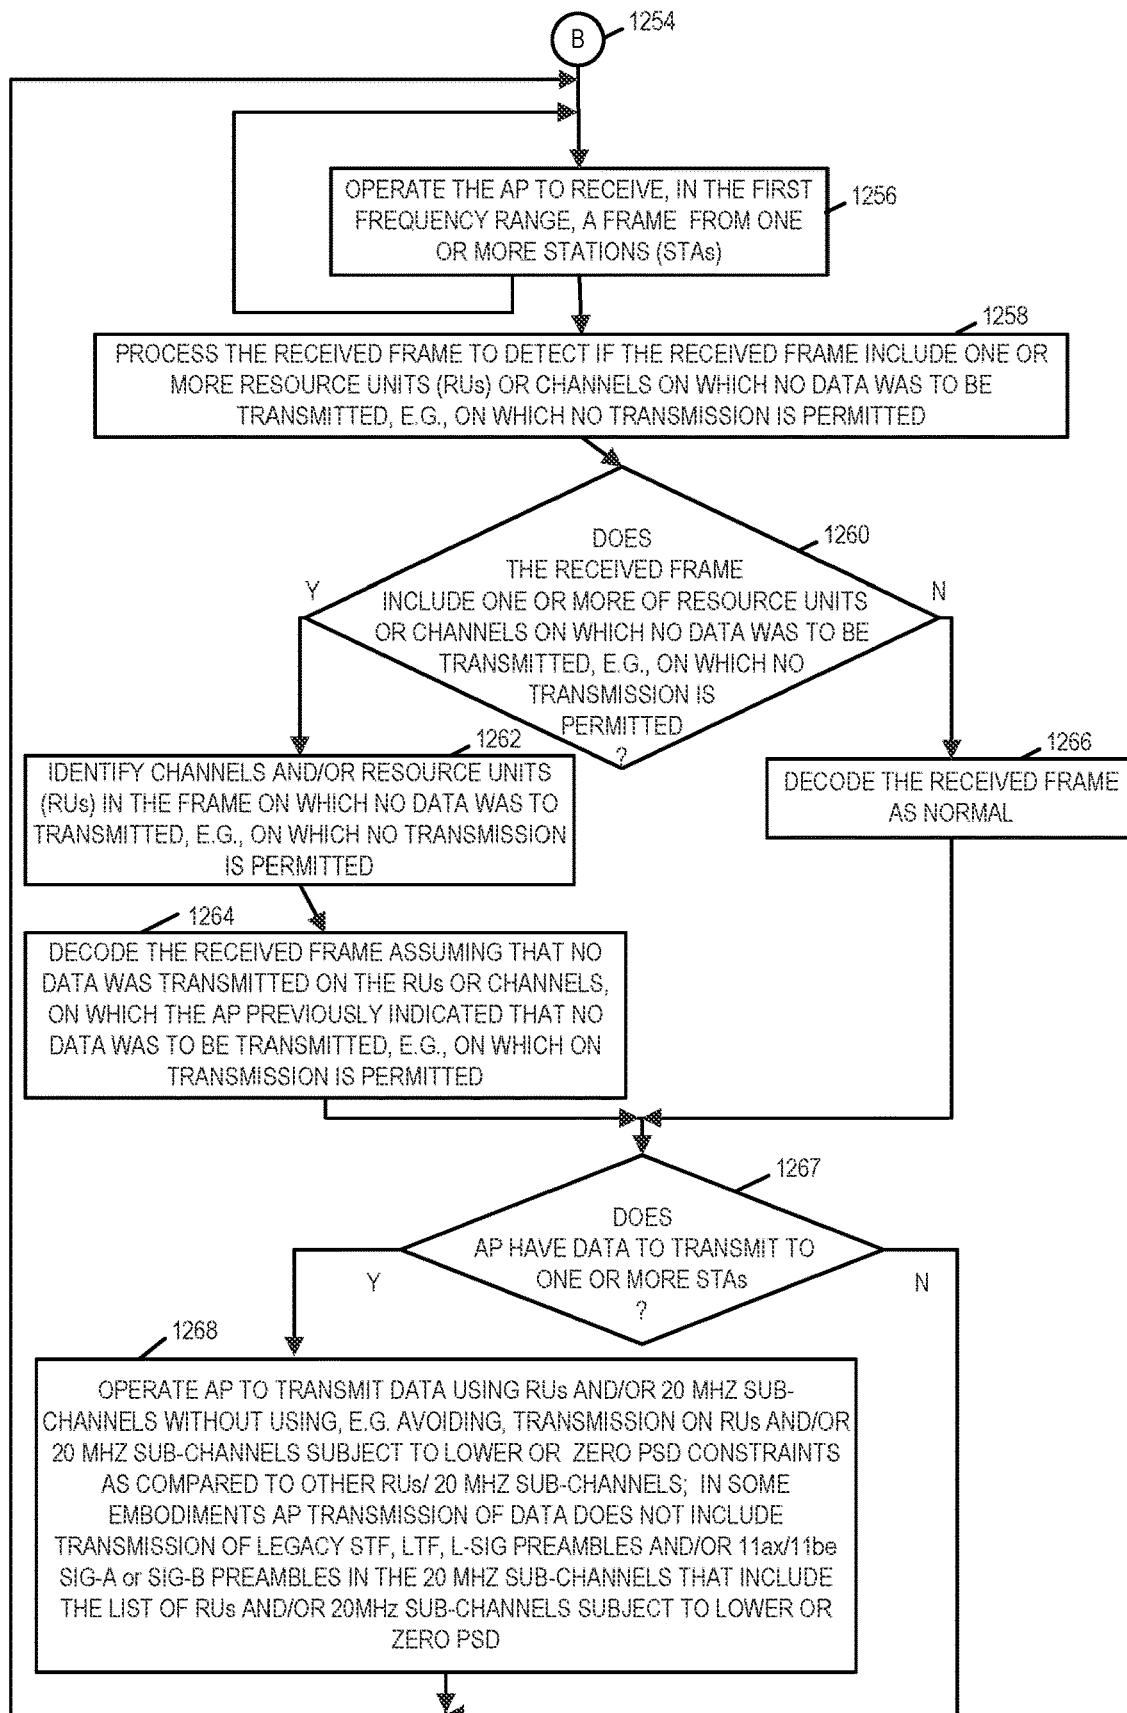 B
1254
OPERATE THE AP TO RECEIVE, IN THE FIRST
FREQUENCY RANGE, A FRAME FROM ONE
OR MORE STATIONS (STAs)
1256
1258
PROCESS THE RECEIVED FRAME TO DETECT IF THE RECEIVED FRAME INCLUDE ONE OR
MORE RESOURCE UNITS (RUs) OR CHANNELS ON WHICH NO DATA WAS TO BE
TRANSMITTED, E.G., ON WHICH NO TRANSMISSION IS PERMITTED
1260
DOES
THE RECEIVED FRAME
INCLUDE ONE OR MORE OF RESOURCE UNITS
OR CHANNELS ON WHICH NO DATA WAS TO BE
TRANSMITTED, E.G., ON WHICH NO
TRANSMISSION IS
PERMITTED
?
Y
N
1262
IDENTIFY CHANNELS AND/OR RESOURCE UNITS
(RUs) IN THE FRAME ON WHICH NO DATA WAS TO
TRANSMITTED, E.G., ON WHICH NO TRANSMISSION
IS PERMITTED
1266
DECODE THE RECEIVED FRAME
AS NORMAL
1264
DECODE THE RECEIVED FRAME ASSUMING THAT NO
DATA WAS TRANSMITTED ON THE RUs OR CHANNELS,
ON WHICH THE AP PREVIOUSLY INDICATED THAT NO
DATA WAS TO BE TRANSMITTED, E.G., ON WHICH ON
TRANSMISSION IS PERMITTED
1267
DOES
AP HAVE DATA TO TRANSMIT TO
ONE OR MORE STAs
?
Y
N
1268
OPERATE AP TO TRANSMIT DATA USING RUs AND/OR 20 MHZ SUB-
CHANNELS WITHOUT USING, E.G. AVOIDING, TRANSMISSION ON RUs AND/OR
20 MHZ SUB-CHANNELS SUBJECT TO LOWER OR ZERO PSD CONSTRAINTS
AS COMPARED TO OTHER RUs/ 20 MHZ SUB-CHANNELS; IN SOME
EMBODIMENTS AP TRANSMISSION OF DATA DOES NOT INCLUDE
TRANSMISSION OF LEGACY STF, LTF, L-SIG PREAMBLES AND/OR 11ax/11be
SIG-A or SIG-B PREAMBLES IN THE 20 MHZ SUB-CHANNELS THAT INCLUDE
THE LIST OF RUs AND/OR 20MHz SUB-CHANNELS SUBJECT TO LOWER OR
ZERO PSD